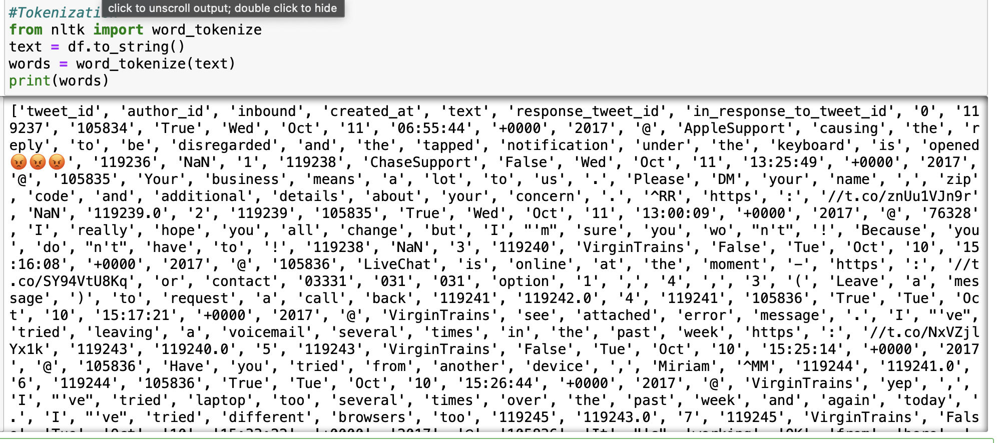 click to unscroll output; double click to hide
#Tokenizati
from nltk import word_tokenize
text = df.to_string()
words = word_tokenize(text)
print(words)
['tweet_id', 'author_id', 'inbound', 'created_at', 'text', 'response_tweet_id', 'in_response_to_tweet_id', '0', '11
9237', '105834', 'True', 'Wed', 'Oct', '11', '06:55:44', '+0000', '2017', '@', 'AppleSupport', 'causing', 'the', 'r
eply', 'to', 'be', 'disregarded', 'and', 'the', 'tapped', 'notification', 'under', 'the', 'keyboard', 'is', 'opened
😡😡😡', '119236', 'NaN', '1', '119238', 'ChaseSupport', 'False', 'Wed', 'Oct', '11', '13:25:49', '+0000', '2017',
'@', '105835', 'Your', 'business', 'means', 'a', 'lot', 'to', 'us', '.', 'Please', 'DM', 'your', 'name', ',', 'zip'
, 'code', 'and', 'additional', 'details', 'about', 'your', 'concern', '.', '^RR', 'https', ':', '//t.co/znUu1VJn9r'
, 'NaN', '119239.0', '2', '119239', '105835', 'True', 'Wed', 'Oct', '11', '13:00:09', '+0000', '2017', '@', '76328'
, 'I', 'really', 'hope', 'you', 'all', 'change', 'but', 'I', "'m", 'sure', 'you', 'wo', "n't", '!', 'Because', 'you
', 'do', "n't", 'have', 'to', '!', '119238', 'NaN', '3', '119240', 'VirginTrains', 'False', 'Tue', 'Oct', '10', '15
:16:08', '+0000', '2017', '@', '105836', 'LiveChat', 'is', 'online', 'at', 'the', 'moment', '-', 'https', ':', '//t
.co/SY94VtU8Kq', 'or', 'contact', '03331', '031', '031', 'option', '1', ',', '4', ',', '3', '(', 'Leave', 'a', 'mes
sage', ')', 'to', 'request', 'a', 'call', 'back', '119241', '119242.0', '4', '119241', '105836', 'True', 'Tue', 'Oc
t', '10', '15:17:21', '+0000', '2017', '@', 'VirginTrains', 'see', 'attached', 'error', 'message', '.', 'I', "'ve",
'tried', 'leaving', 'a', 'voicemail', 'several', 'times', 'in', 'the', 'past', 'week', 'https', ':', '//t.co/NxVZjl
Yx1k', '119243', '119240.0', '5', '119243', 'VirginTrains', 'False', 'Tue', 'Oct', '10', '15:25:14', '+0000', '2017
', '@', '105836', 'Have', 'you', 'tried', 'from', 'another', 'device', ',', 'Miriam', '^MM', '119244', '119241.0',
'6', '119244', '105836', 'True', 'Tue', 'Oct', '10', '15:26:44', '+0000', '2017', '@', 'VirginTrains', 'yep', ',',
'I', "'ve", 'tried', 'laptop', 'too', 'several', 'times', 'over', 'the', 'past', 'week', 'and', 'again', 'today', '
.', 'I', "'ve", 'tried', 'different', 'browsers', 'too', '119245', '119243.0', '7', '119245', 'VirginTrains', 'Fals